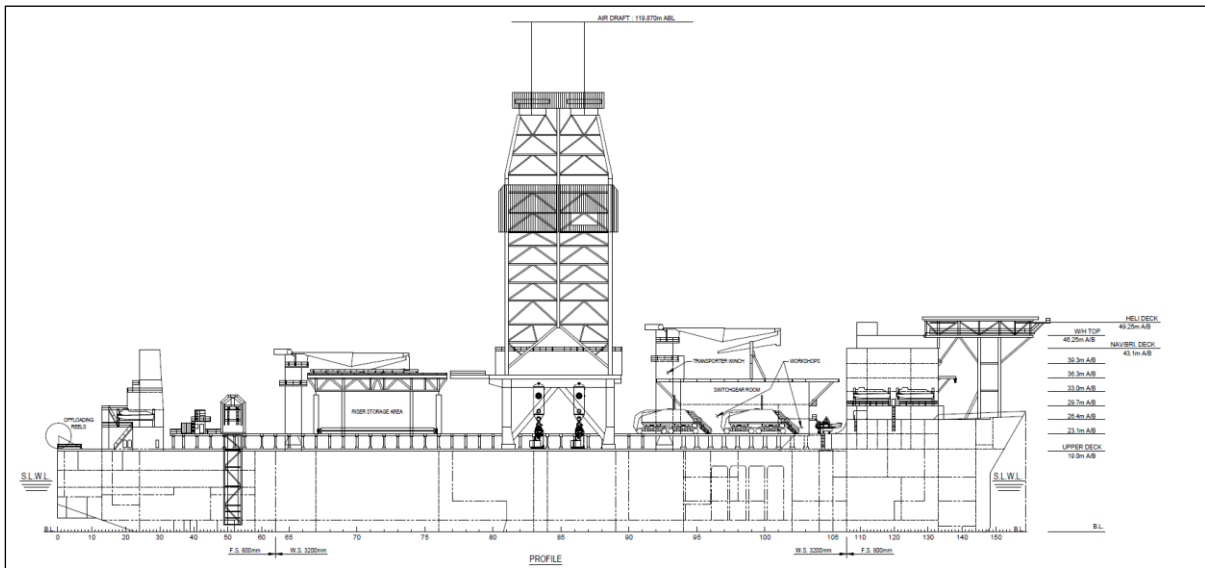 AIR DRAFT : 119.870m ABL
HELI DECK
49.25m A/B
W/H TOP
46.25m A/B
NAV/BRI. DECK
43.1m A/B
39.3m A/B
36.3m A/B
33.0m A/B
29.7m A/B
26.4m A/B
23.1m A/B
UPPER DECK
19.0m A/B
TRANSPORTER WINCH
WORKSHOPS
SWITCHGEAR ROOM
RISER STORAGE AREA
OFFLOADING
REELS
S.L.W.L.
S.L.W.L.
B.L.
B.L.
B.L.
0 10 20 30 40 50 60 65 70 75 80 85 90 95 100 105 110 120 130 140 150
F.S. 800mm
W.S. 3200mm
W.S. 3200mm
F.S. 800mm
PROFILE